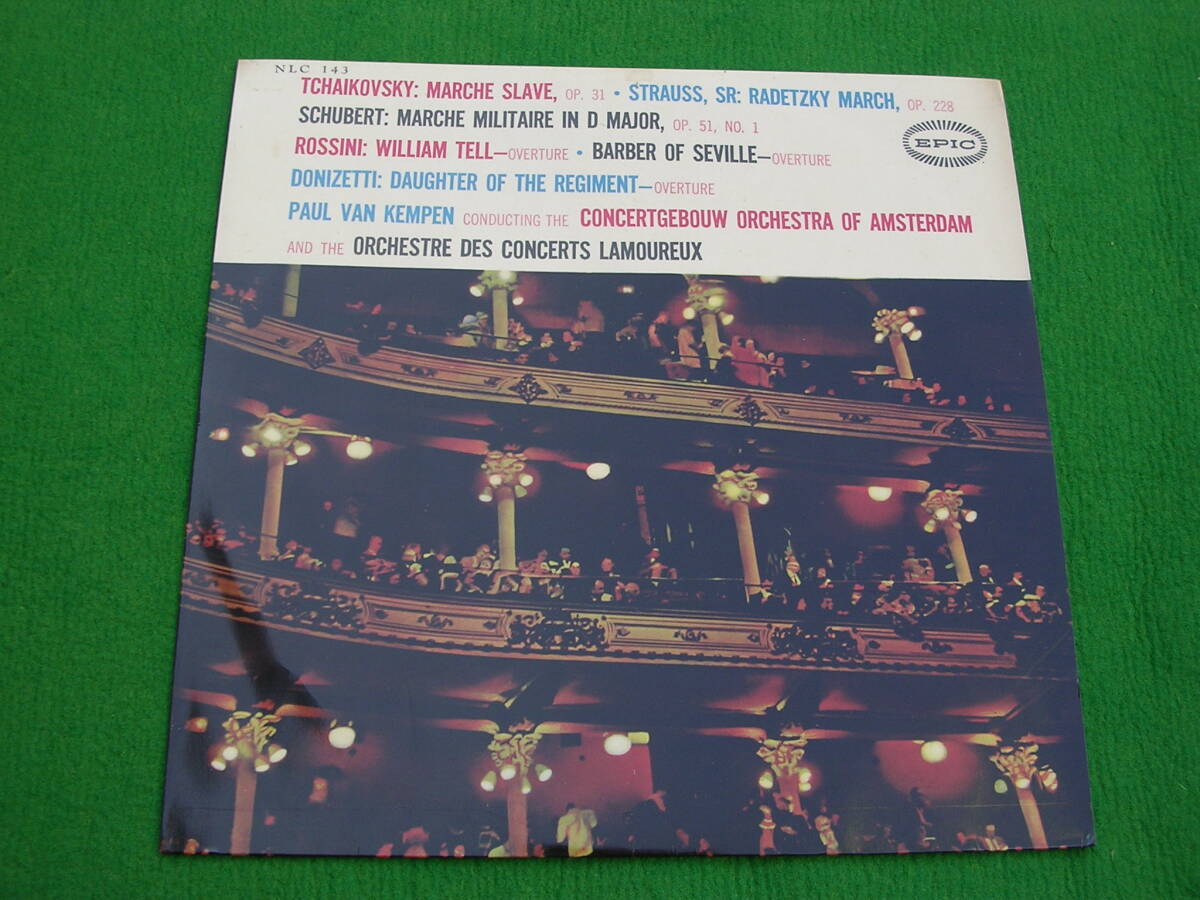 NLC 143
TCHAIKOVSKY: MARCHE SLAVE, OP. 31 • STRAUSS, SR: RADETZKY MARCH, OP. 228
SCHUBERT: MARCHE MILITAIRE IN D MAJOR, OP. 51, NO. 1
EPIC
ROSSINI: WILLIAM TELL—OVERTURE • BARBER OF SEVILLE—OVERTURE
DONIZETTI: DAUGHTER OF THE REGIMENT—OVERTURE
PAUL VAN KEMPEN CONDUCTING THE CONCERTGEBOUW ORCHESTRA OF AMSTERDAM
AND THE ORCHESTRE DES CONCERTS LAMOUREUX